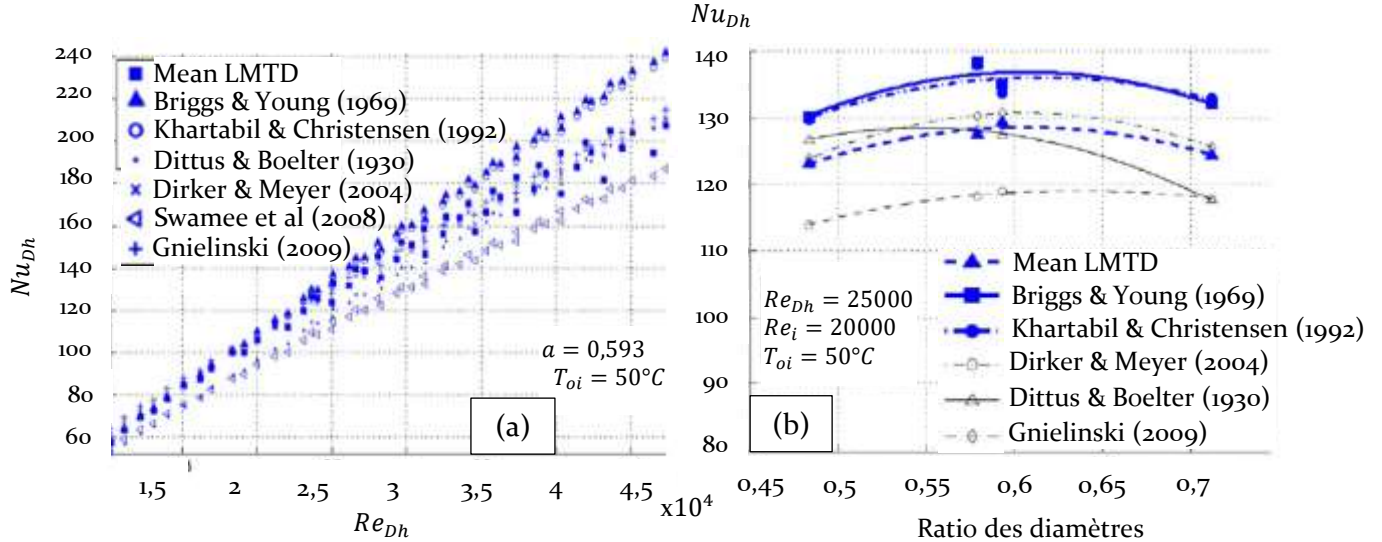 Nu_Dh
240
220
200
180
160
140
120
100
80
60
Nu_Dh
Mean LMTD
Briggs & Young (1969)
Khartabil & Christensen (1992)
Dittus & Boelter (1930)
Dirker & Meyer (2004)
Swamee et al (2008)
Gnielinski (2009)
a = 0,593
T_oi = 50°C
(a)
1,5 2 2,5 3 3,5 4 4,5
x10^4
Re_Dh
140
130
120
110
100
90
80
Re_Dh = 25000
Re_i = 20000
T_oi = 50°C
(b)
Mean LMTD
Briggs & Young (1969)
Khartabil & Christensen (1992)
Dirker & Meyer (2004)
Dittus & Boelter (1930)
Gnielinski (2009)
0,45 0,5 0,55 0,6 0,65 0,7
Ratio des diamètres